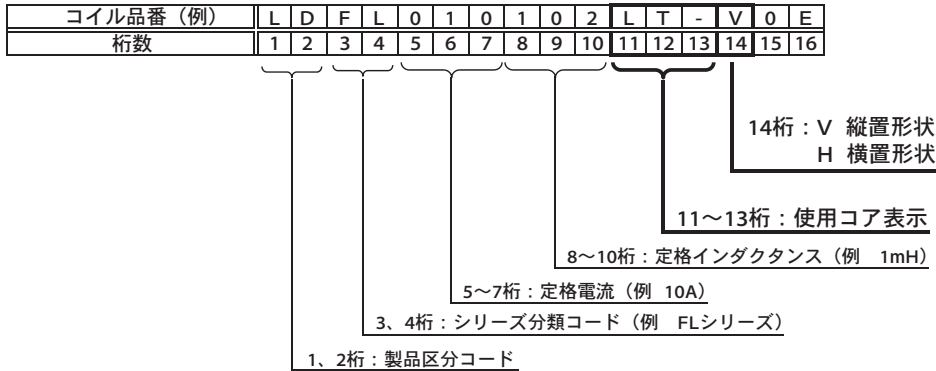 コイル品番（例） L D F L 0 1 0 1 0 2 L T - V 0 E
桁数 1 2 3 4 5 6 7 8 9 10 11 12 13 14 15 16
14桁：V 縦置形状
H 横置形状
11〜13桁：使用コア表示
8〜10桁：定格インダクタンス（例　1mH）
5〜7桁：定格電流（例 10A）
3、4桁：シリーズ分類コード（例　FLシリーズ）
1、2桁：製品区分コード